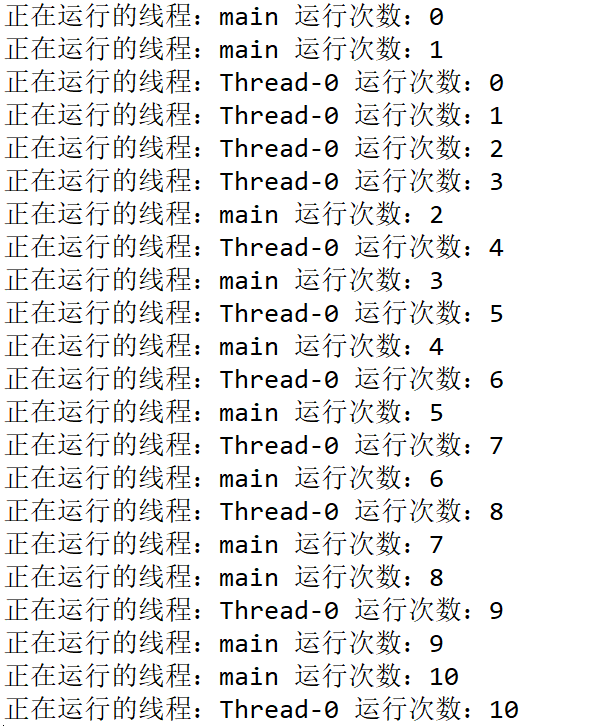 正在运行的线程：main 运行次数：0
正在运行的线程：main 运行次数：1
正在运行的线程：Thread-0 运行次数：0
正在运行的线程：Thread-0 运行次数：1
正在运行的线程：Thread-0 运行次数：2
正在运行的线程：Thread-0 运行次数：3
正在运行的线程：main 运行次数：2
正在运行的线程：Thread-0 运行次数：4
正在运行的线程：main 运行次数：3
正在运行的线程：Thread-0 运行次数：5
正在运行的线程：main 运行次数：4
正在运行的线程：Thread-0 运行次数：6
正在运行的线程：main 运行次数：5
正在运行的线程：Thread-0 运行次数：7
正在运行的线程：main 运行次数：6
正在运行的线程：Thread-0 运行次数：8
正在运行的线程：main 运行次数：7
正在运行的线程：main 运行次数：8
正在运行的线程：Thread-0 运行次数：9
正在运行的线程：main 运行次数：9
正在运行的线程：main 运行次数：10
正在运行的线程：Thread-0 运行次数：10